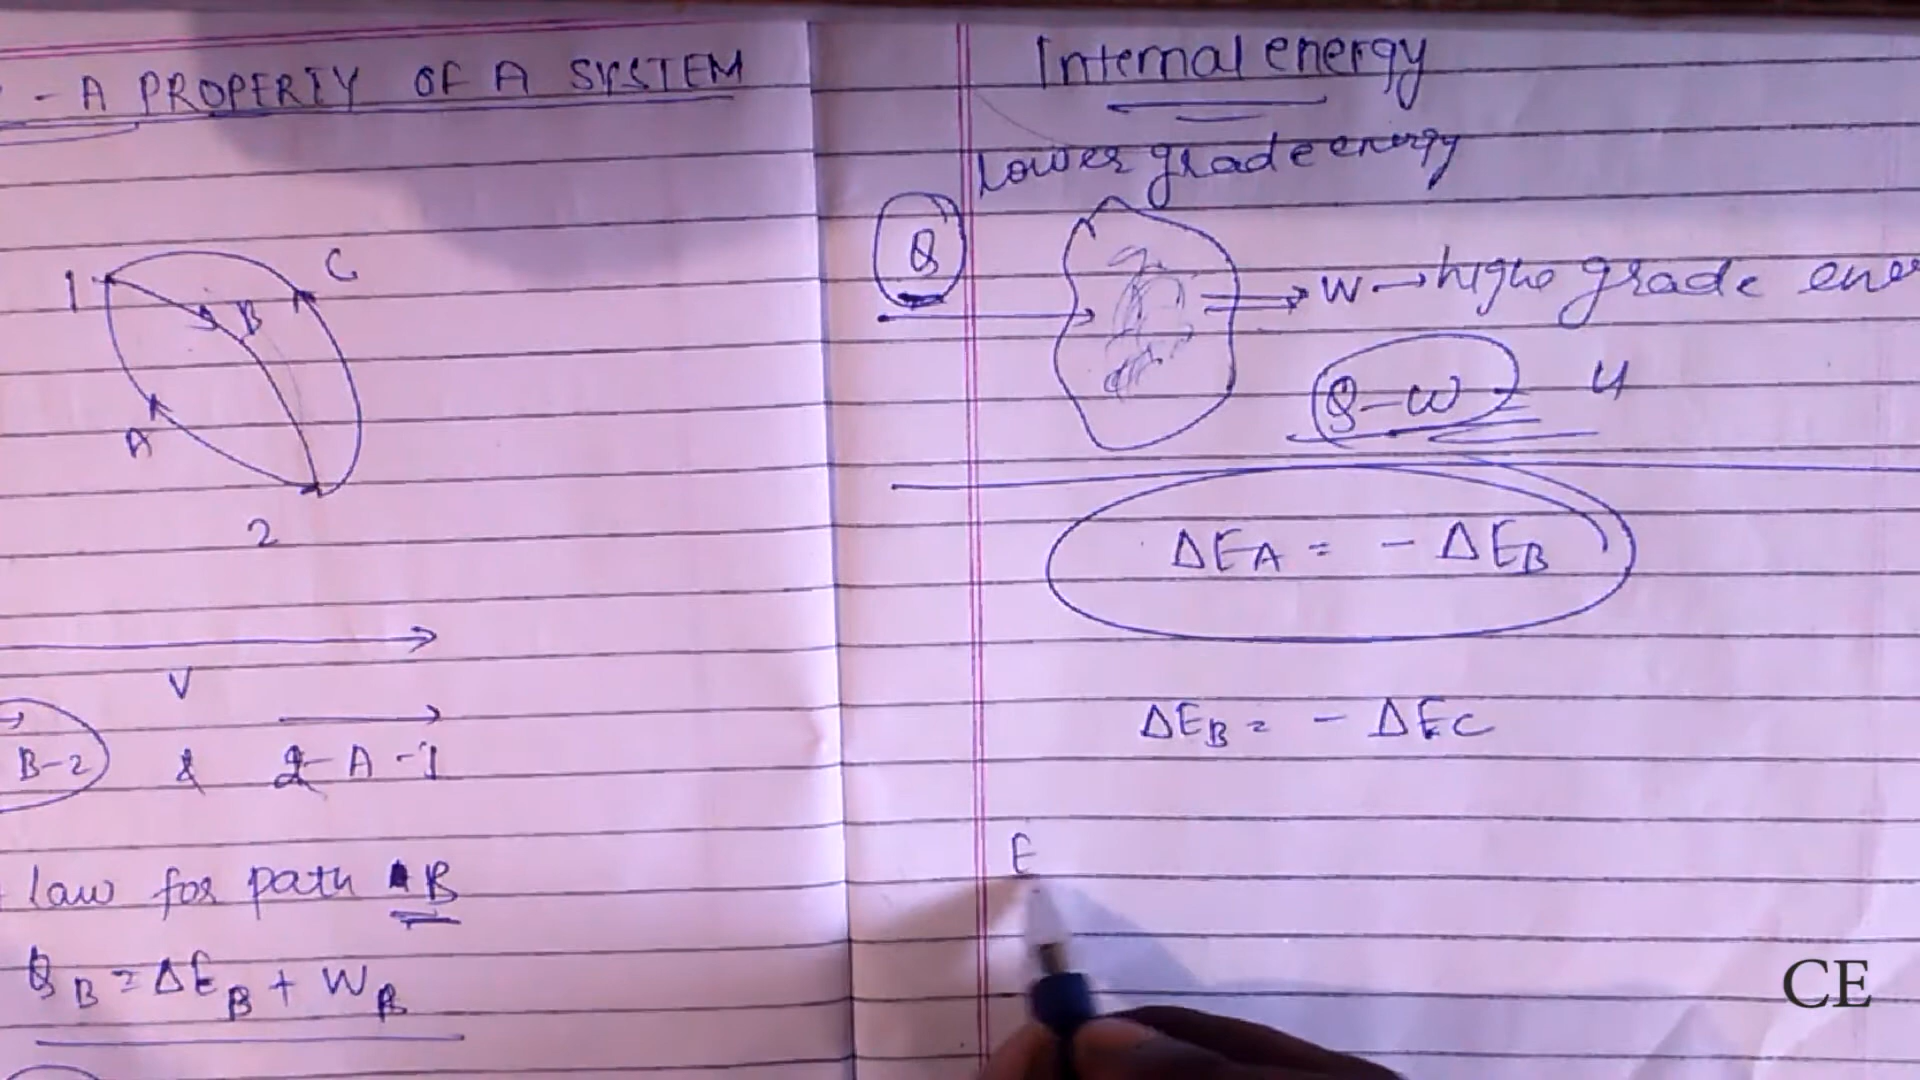 - A PROPERTY OF A SYSTEM
1
C
B
A
2
V
B-2 & 2-A-1
law for path B
QB = ΔEB + WB
Internal energy
Lower grade energy
Q
W → highe grade ene
Q-W = U
ΔEA = - ΔEB
ΔEB = - ΔEC
E
CE